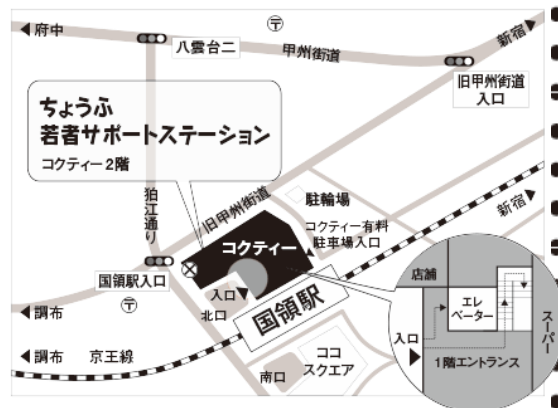 〒
◀府中
八雲台二
甲州街道
新宿▶
旧甲州街道
入口
ちょうふ
若者サポートステーション
コクティー2階
狛江通り
旧甲州街道
駐輪場
コクティー有料
駐車場入口
新宿▶
コクティー
国領駅入口
〒
入口
北口
国領駅
◀調布
◀調布 京王線
南口
ココ
スクエア
店舗
エレ
ベーター
スーパー
入口
1階エントランス